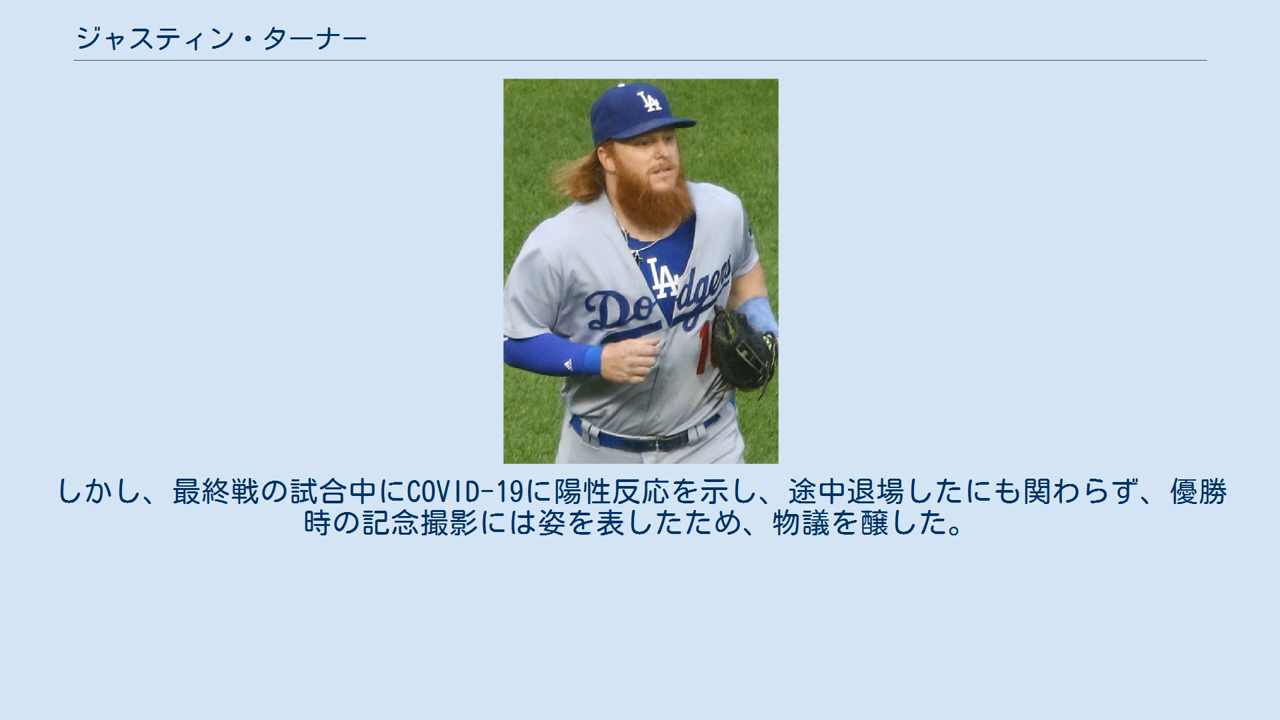 ジャスティン・ターナー
LA
LA
Dodgers
1
しかし、最終戦の試合中にCOVID-19に陽性反応を示し、途中退場したにも関わらず、優勝
時の記念撮影には姿を表したため、物議を醸した。